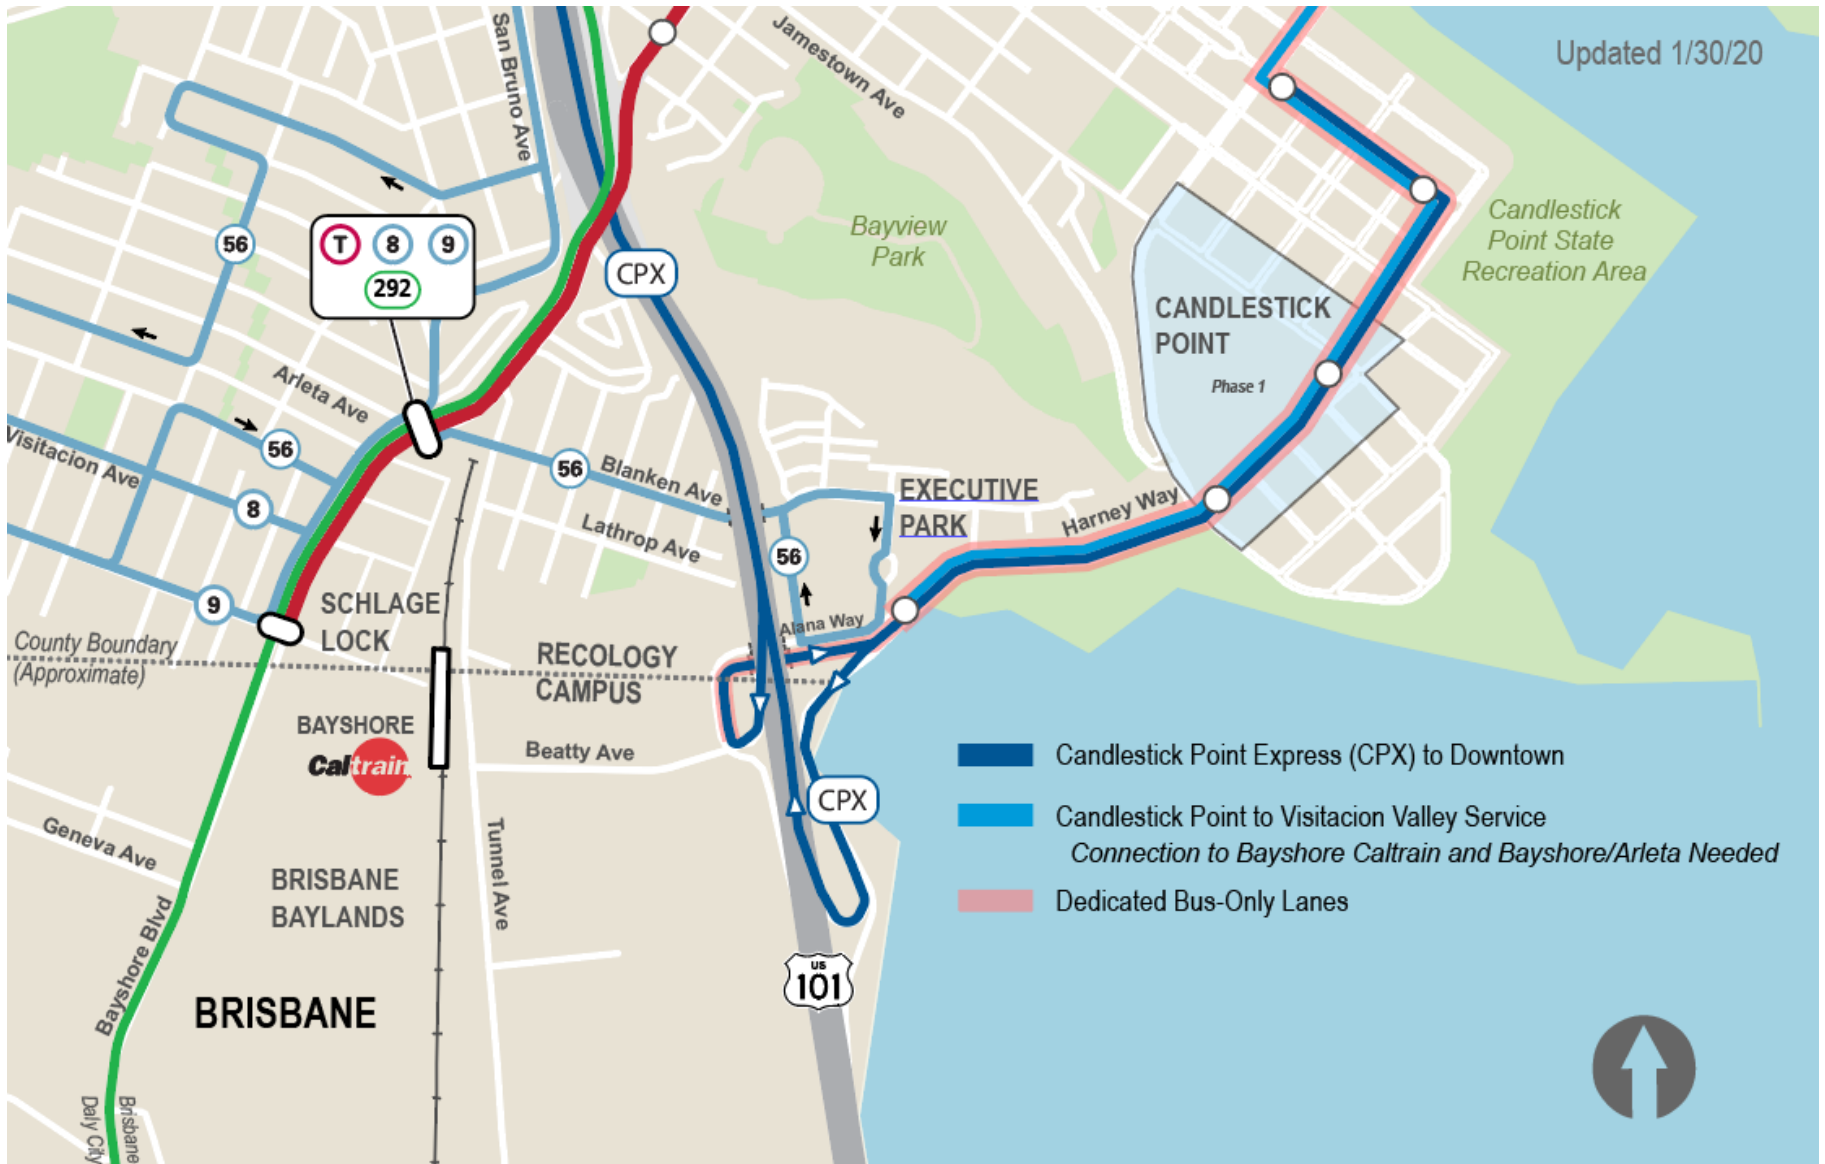 Updated 1/30/20
San Bruno Ave
Jamestown Ave
Bayview
Park
Candlestick
Point State
Recreation Area
56
T 8 9
292
CPX
CANDLESTICK
POINT
Phase 1
Arleta Ave
Visitacion Ave
56
8
9
56
Blanken Ave
Lathrop Ave
EXECUTIVE
PARK
Harney Way
56
Alana Way
SCHLAGE
LOCK
County Boundary
(Approximate)
RECOLOGY
CAMPUS
BAYSHORE
Caltrain
Beatty Ave
CPX
Geneva Ave
Tunnel Ave
BRISBANE
BAYLANDS
Bayshore Blvd
BRISBANE
US
101
Daly City
Brisbane
Candlestick Point Express (CPX) to Downtown
Candlestick Point to Visitacion Valley Service
Connection to Bayshore Caltrain and Bayshore/Arleta Needed
Dedicated Bus-Only Lanes